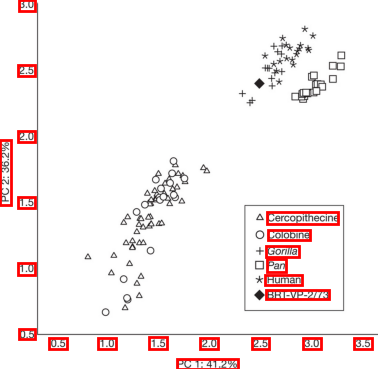 3.0
2.5
2.0
PC 2: 36.2%
1.5
1.0
0.5
Cercopithecine
Colobine
Gorilla
Pan
Human
BRT-VP-2/73
0.5 1.0 1.5 2.0 2.5 3.0 3.5
PC 1: 41.2%